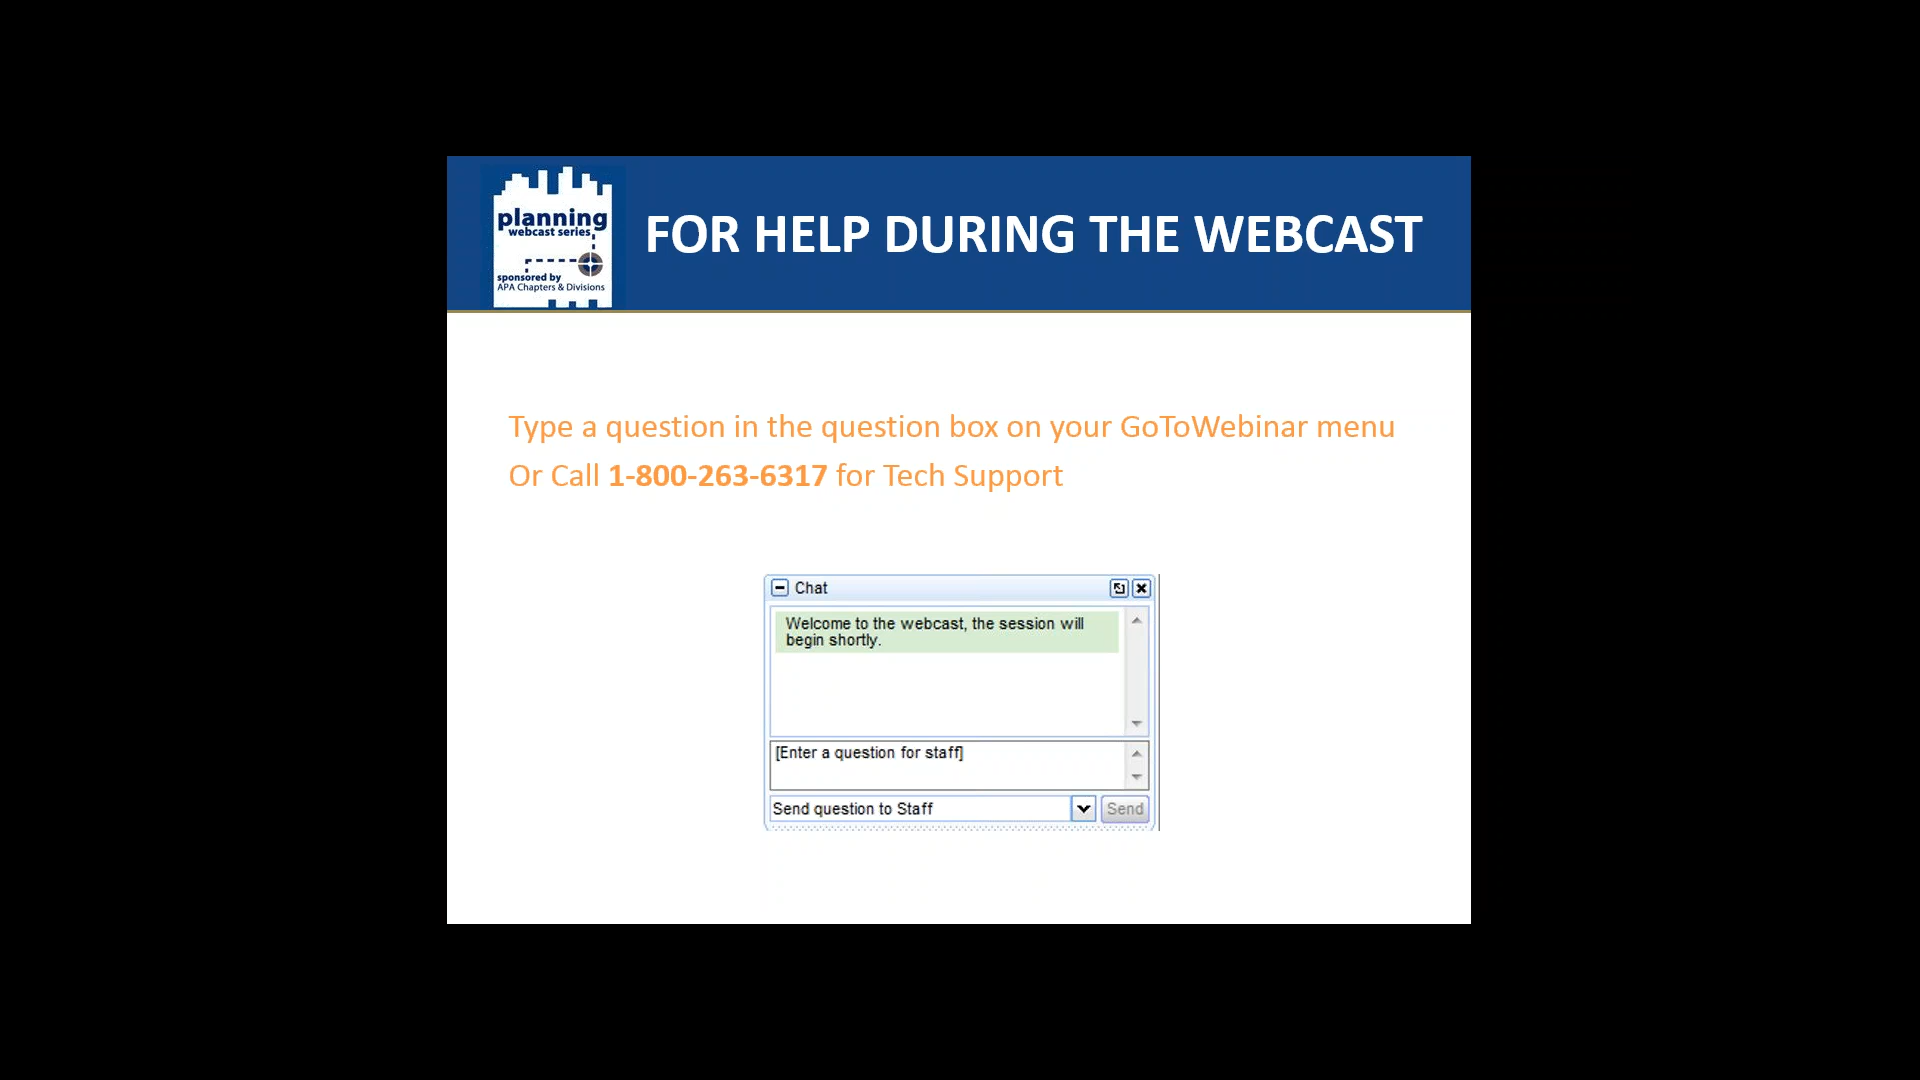 planning
webcast series
sponsored by
APA Chapters & Divisions
FOR HELP DURING THE WEBCAST
Type a question in the question box on your GoToWebinar menu
Or Call 1-800-263-6317 for Tech Support
Chat
Welcome to the webcast, the session will
begin shortly.
[Enter a question for staff]
Send question to Staff
Send